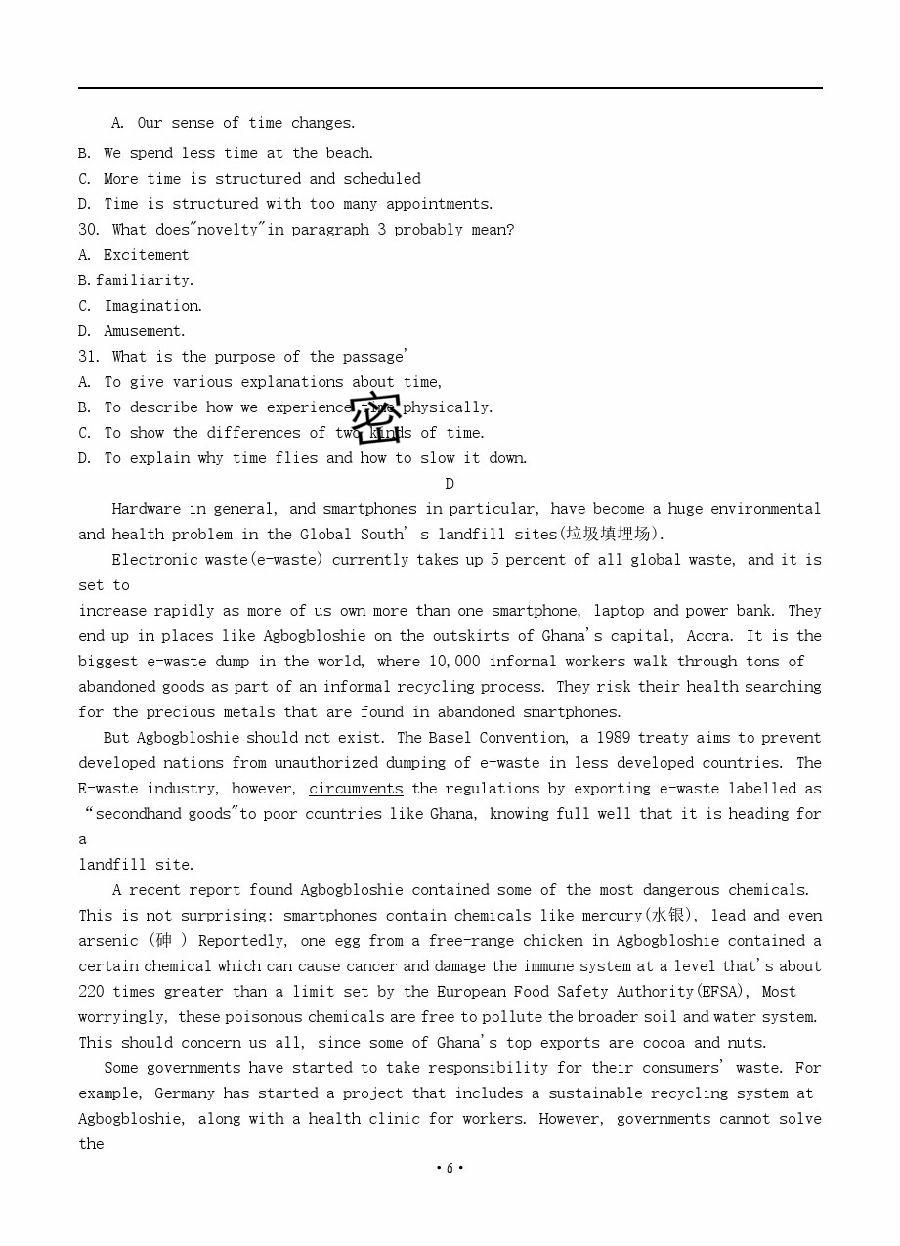 A. Our sense of time changes.
B. We spend less time at the beach.
C. More time is structured and scheduled
D. Time is structured with too many appointments.
30. What does"novelty"in paragraph 3 probably mean?
A. Excitement
B.familiarity.
C. Imagination.
D. Amusement.
31. What is the purpose of the passage'
A. To give various explanations about time,
B. To describe how we experience time physically.
密
C. To show the differences of two kinds of time.
D. To explain why time flies and how to slow it down.
D
Hardware in general, and smartphones in particular, have become a huge environmental
and health problem in the Global South' s landfill sites(垃圾填埋场).
Electronic waste(e-waste) currently takes up 5 percent of all global waste, and it is
set to
increase rapidly as more of us own more than one smartphone, laptop and power bank. They
end up in places like Agbogbloshie on the outskirts of Ghana's capital, Accra. It is the
biggest e-waste dump in the world, where 10,000 informal workers walk through tons of
abandoned goods as part of an informal recycling process. They risk their health searching
for the precious metals that are found in abandoned smartphones.
But Agbogbloshie should not exist. The Basel Convention, a 1989 treaty aims to prevent
developed nations from unauthorized dumping of e-waste in less developed countries. The
E-waste industry, however, circumvents the regulations by exporting e-waste labelled as
“secondhand goods"to poor countries like Ghana, knowing full well that it is heading for
a
landfill site.
A recent report found Agbogbloshie contained some of the most dangerous chemicals.
This is not surprising: smartphones contain chemicals like mercury(水银), lead and even
arsenic (砷 ) Reportedly, one egg from a free-range chicken in Agbogbloshie contained a
certain chemical which can cause cancer and damage the immune system at a level that's about
220 times greater than a limit set by the European Food Safety Authority(EFSA), Most
worryingly, these poisonous chemicals are free to pollute the broader soil and water system.
This should concern us all, since some of Ghana's top exports are cocoa and nuts.
Some governments have started to take responsibility for their consumers' waste. For
example, Germany has started a project that includes a sustainable recycling system at
Agbogbloshie, along with a health clinic for workers. However, governments cannot solve
the
•6•